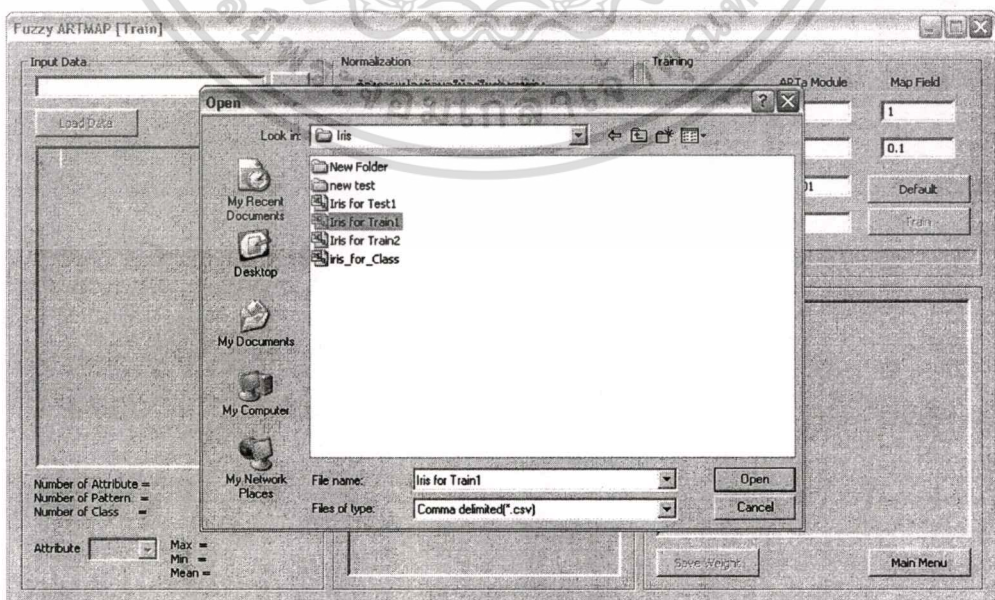 Fuzzy ARTMAP [Train]
Input Data
Load Data
Number of Attribute =
Number of Pattern =
Number of Class =
Attribute
Max =
Min =
Mean =
Normalization
Training
ARTa Module
Map Field
1
0.1
01
Default
Train
Save Weight
Main Menu
Open
Look in:
Iris
My Recent Documents
Desktop
My Documents
My Computer
My Network Places
New Folder
new test
Iris for Test1
Iris for Train1
Iris for Train2
iris_for_Class
File name:
Iris for Train1
Open
Files of type:
Comma delimited(*.csv)
Cancel